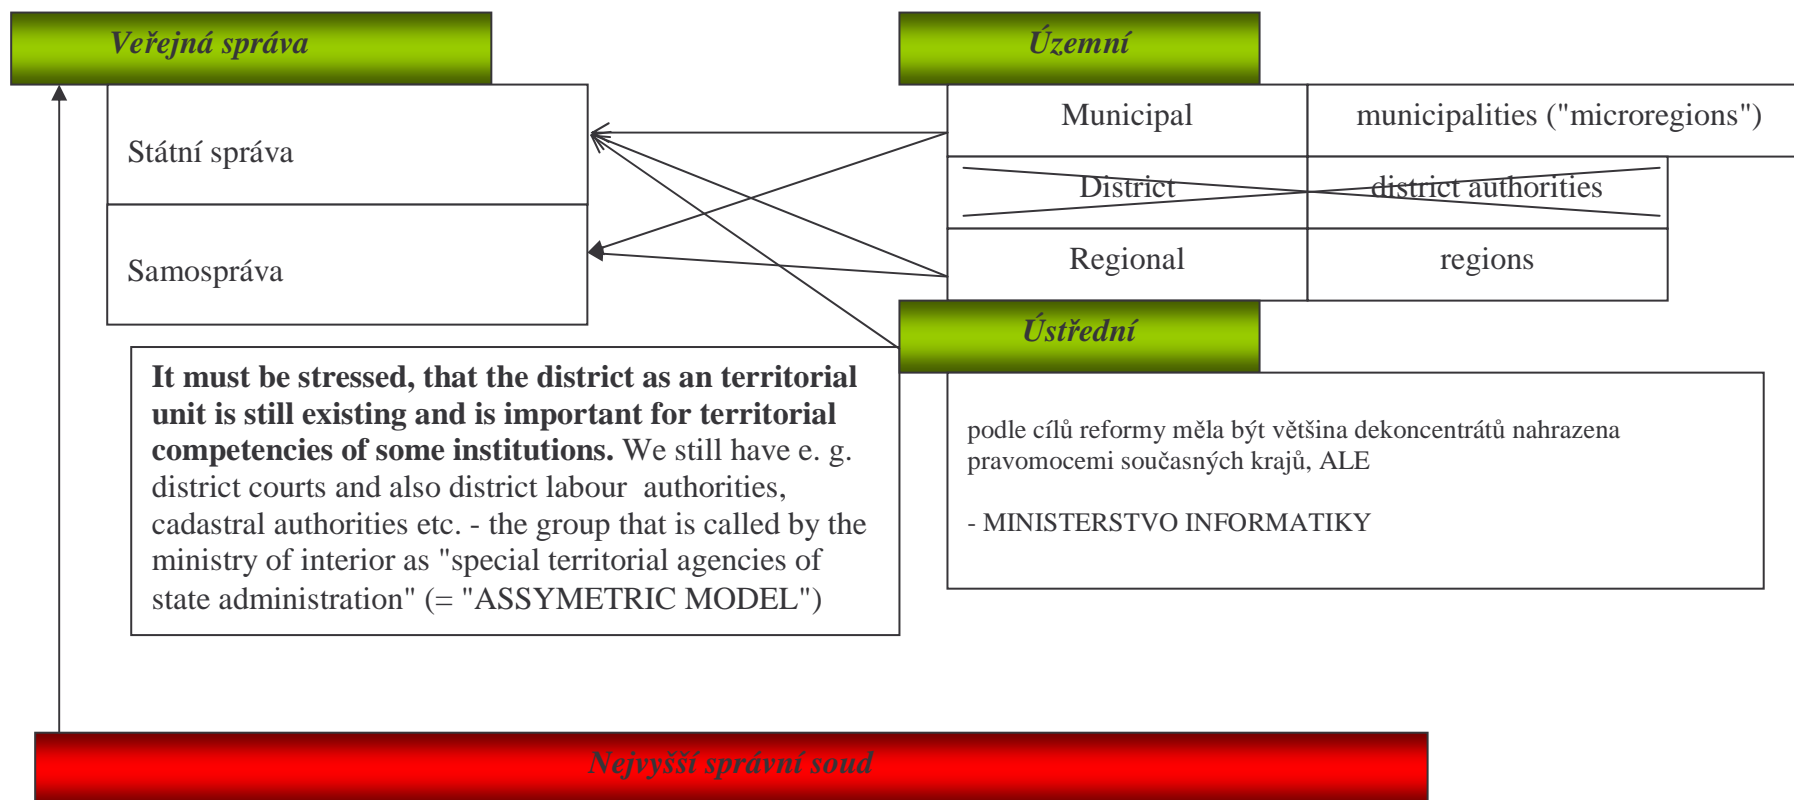 Veřejná správa
Státní správa
Samospráva
Územní
Municipal municipalities ("microregions")
District district authorities
Regional regions
Ústřední
It must be stressed, that the district as an territorial
unit is still existing and is important for territorial
competencies of some institutions. We still have e. g.
district courts and also district labour authorities,
cadastral authorities etc. - the group that is called by the
ministry of interior as "special territorial agencies of
state administration" (= "ASSYMETRIC MODEL")
podle cílů reformy měla být většina dekoncentrátů nahrazena
pravomocemi současných krajů, ALE
- MINISTERSTVO INFORMATIKY
Nejvyšší správní soud